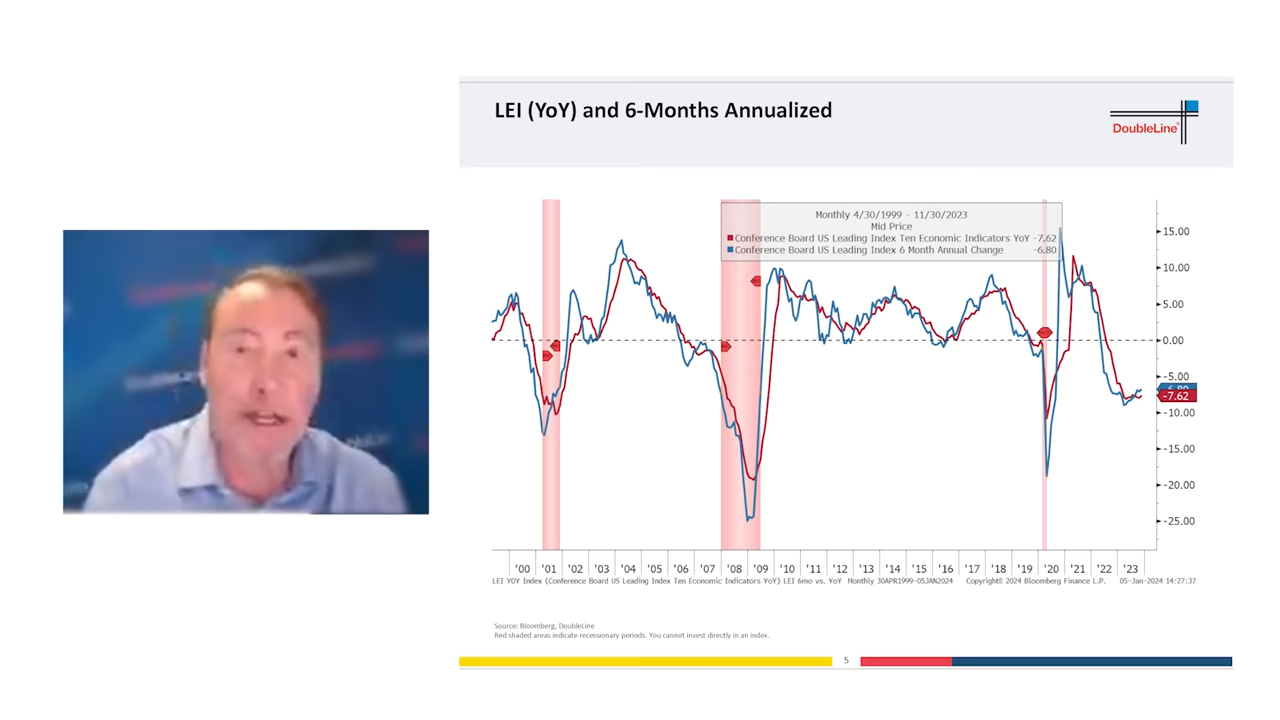 LEI (YoY) and 6-Months Annualized
DoubleLine®
Monthly 4/30/1999 - 11/30/2023
Mid Price
Conference Board US Leading Index Ten Economic Indicators YoY -7.62
Conference Board US Leading Index 6 Month Annual Change -6.80
15.00
10.00
5.00
0.00
-5.00
-6.80
-7.62
-10.00
-15.00
-20.00
-25.00
'00 '01 '02 '03 '04 '05 '06 '07 '08 '09 '10 '11 '12 '13 '14 '15 '16 '17 '18 '19 '20 '21 '22 '23
LEI YOY Index (Conference Board US Leading Index Ten Economic Indicators YoY) LEI 6mo vs. YoY Monthly 30APR1999-05JAN2024 Copyright© 2024 Bloomberg Finance L.P. 05-Jan-2024 14:27:37
Source: Bloomberg, DoubleLine
Red shaded areas indicate recessionary periods. You cannot invest directly in an index.
5